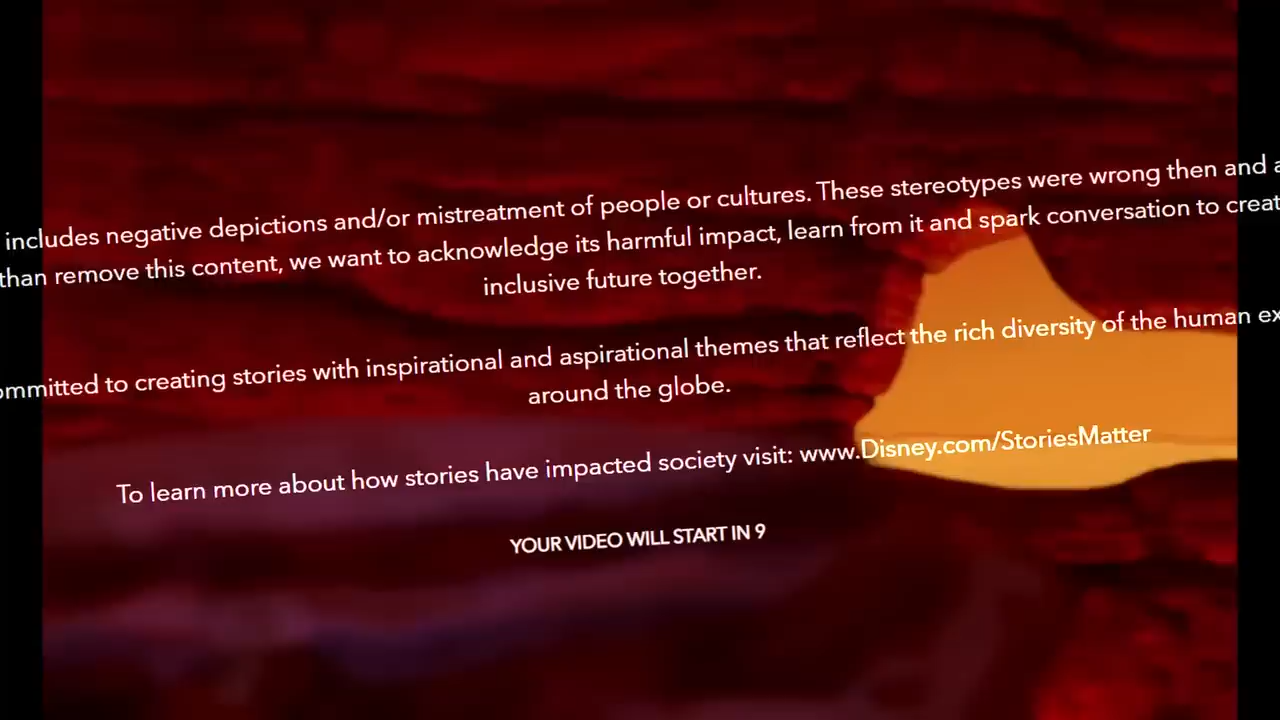 includes negative depictions and/or mistreatment of people or cultures. These stereotypes were wrong then and a
than remove this content, we want to acknowledge its harmful impact, learn from it and spark conversation to creat
inclusive future together.
ommitted to creating stories with inspirational and aspirational themes that reflect the rich diversity of the human ex
around the globe.
To learn more about how stories have impacted society visit: www.Disney.com/StoriesMatter
YOUR VIDEO WILL START IN 9